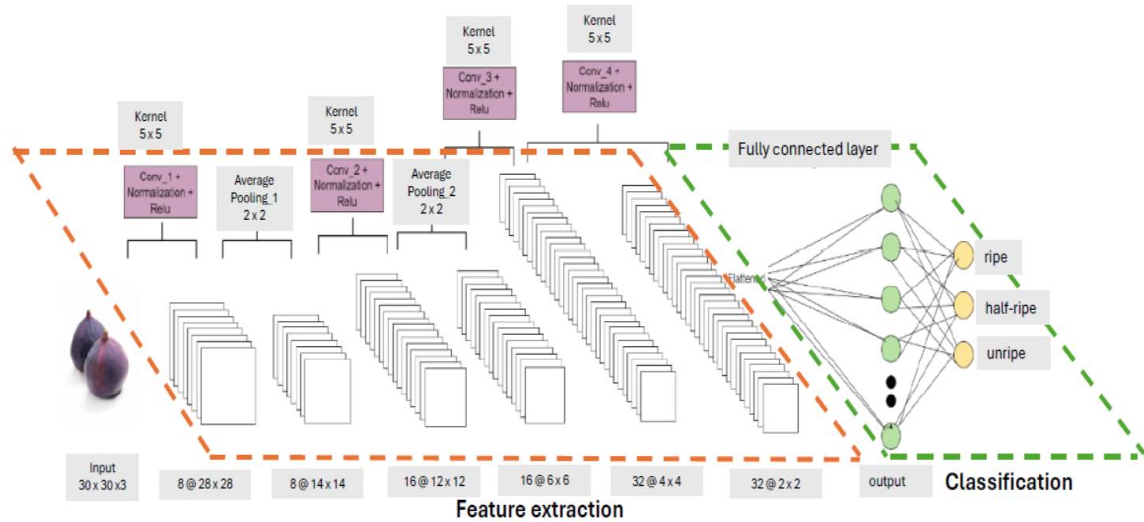 Kernel
5 x 5
Kernel
5 x 5
Conv_3 +
Normalization +
Relu
Conv_4 +
Normalization +
Relu
Kernel
5 x 5
Kernel
5 x 5
Conv_1 +
Normalization +
Relu
Average
Pooling_1
2 x 2
Conv_2 +
Normalization +
Relu
Average
Pooling_2
2 x 2
Fully connected layer
Flattened
ripe
half-ripe
unripe
Input
30 x 30 x3
8 @ 28 x 28
8 @ 14 x 14
16 @ 12 x 12
16 @ 6 x 6
32 @ 4 x 4
32 @ 2 x 2
output
Classification
Feature extraction